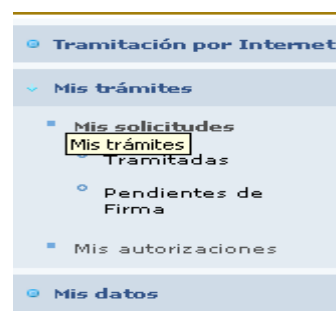 Tramitación por Internet
Mis trámites
Mis solicitudes
Mis trámites
Tramitadas
Pendientes de
Firma
Mis autorizaciones
Mis datos